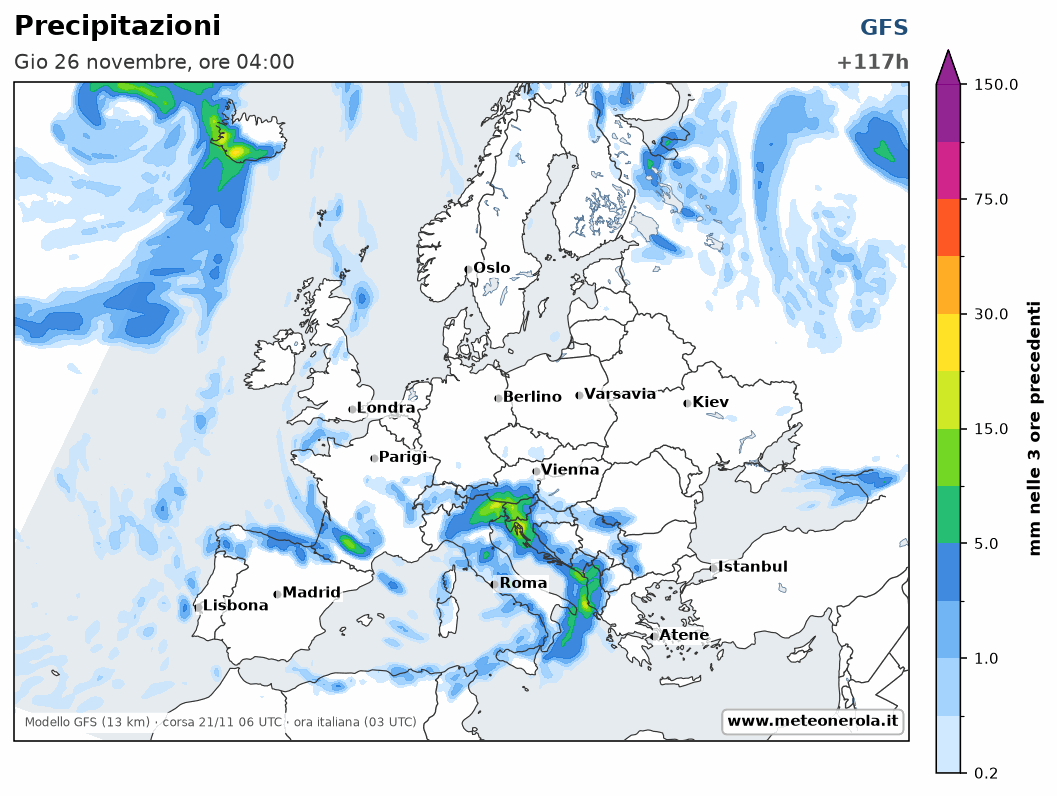 Precipitazioni
GFS
Gio 26 novembre, ore 04:00
+117h
150.0
75.0
30.0
15.0
5.0
1.0
0.2
mm nelle 3 ore precedenti
Oslo
Berlino
Varsavia
Kiev
Londra
Parigi
Vienna
Istanbul
Roma
Madrid
Lisbona
Atene
Modello GFS (13 km) · corsa 21/11 06 UTC · ora italiana (03 UTC)
www.meteonerola.it